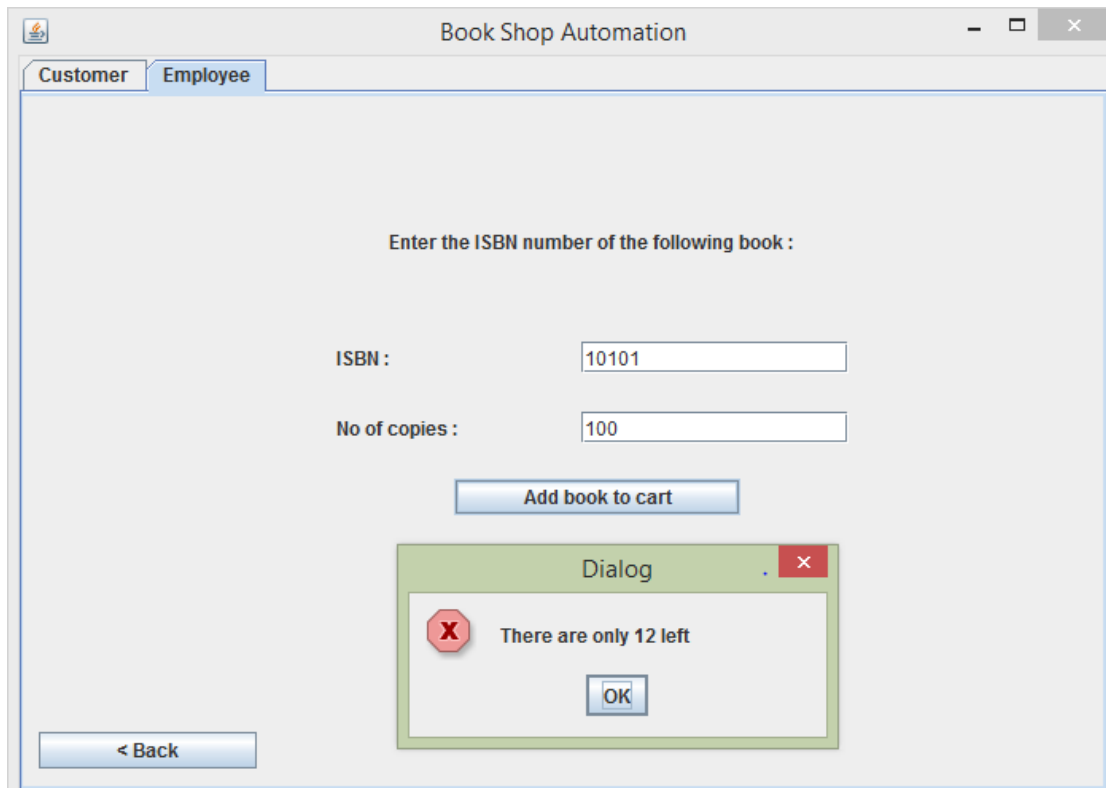 Book Shop Automation
Customer Employee
Enter the ISBN number of the following book :
ISBN : 10101
No of copies : 100
Add book to cart
Dialog
X There are only 12 left
OK
< Back